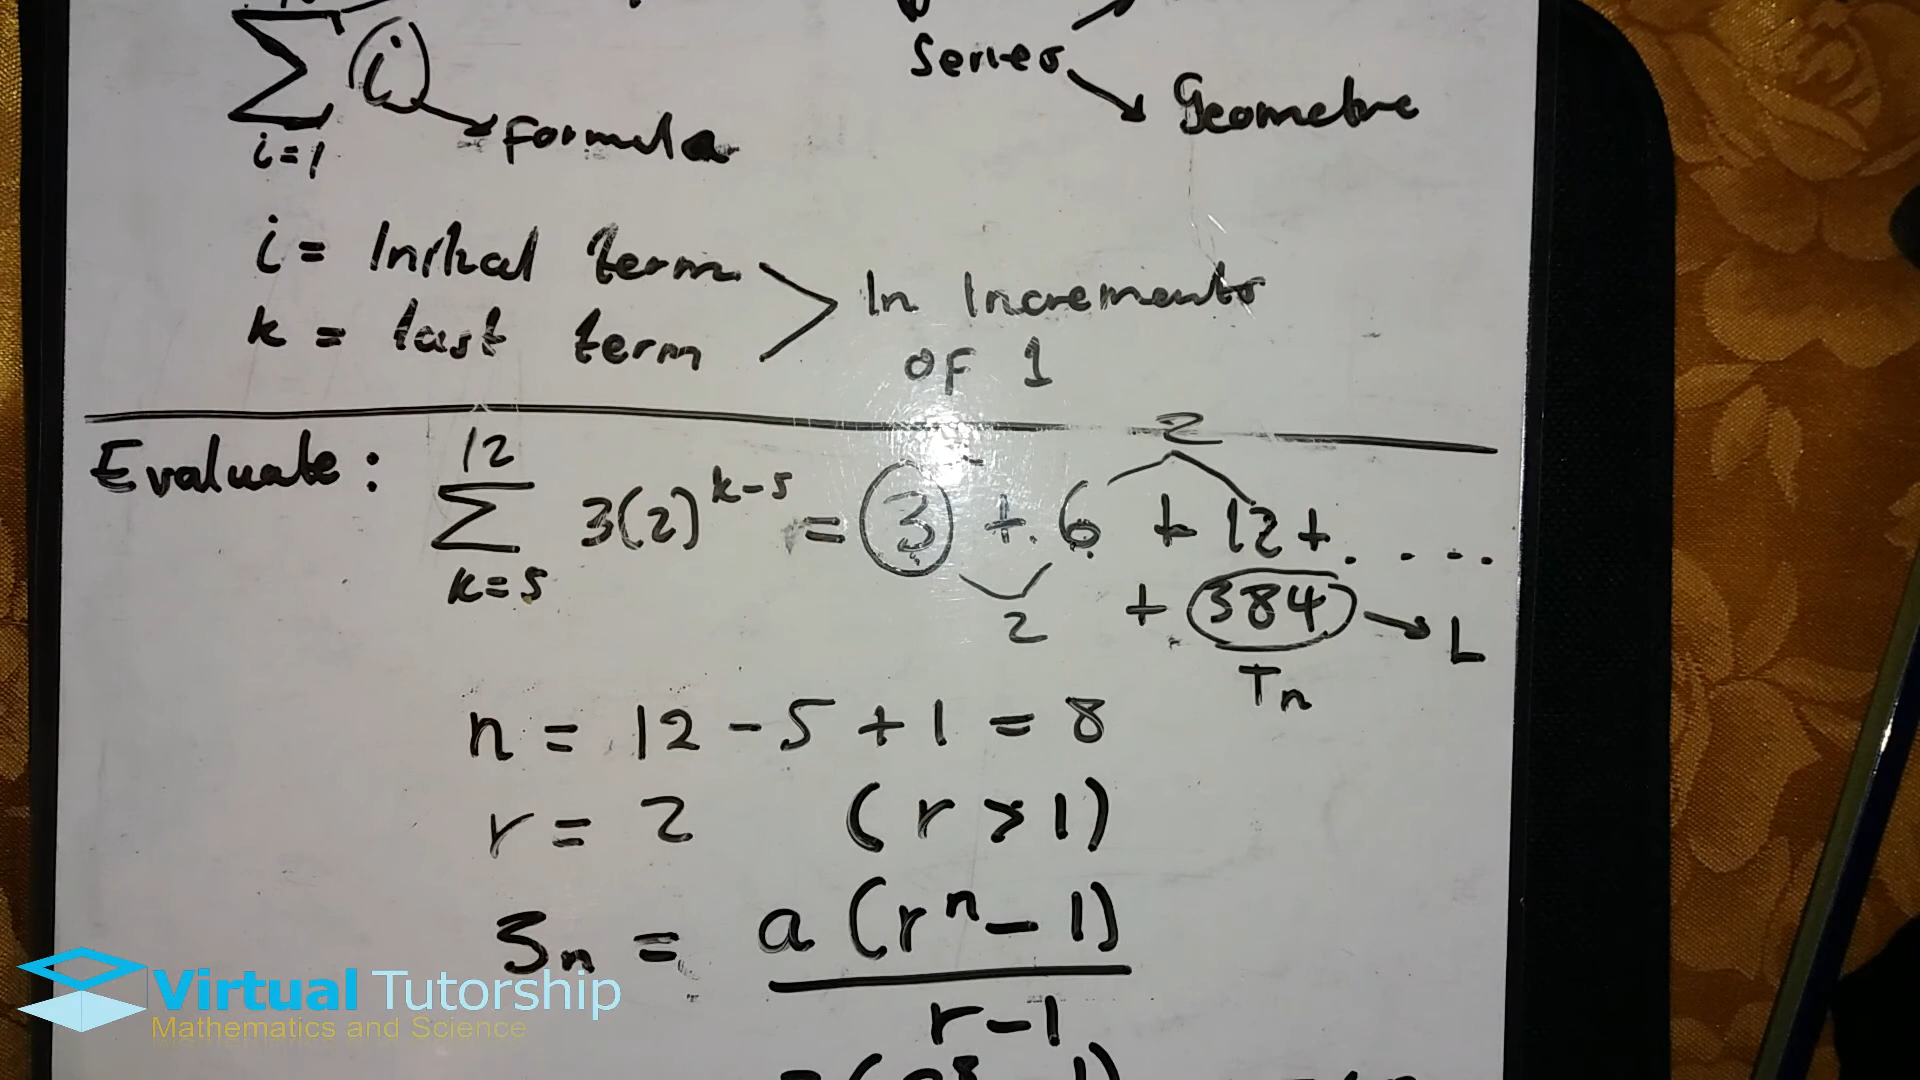 Σ i → formula
i=1
Series → Geometric
i = Initial term
k = last term
In Increments
of 1
Evaluate: 12
Σ 3(2)^(k-5) = 3 + 6 + 12 + .....
k=5
2
2
+ 384 → L
Tn
n = 12 - 5 + 1 = 8
r = 2 (r > 1)
Sn = a(r^n - 1)
r - 1
Virtual Tutorship
Mathematics and Science